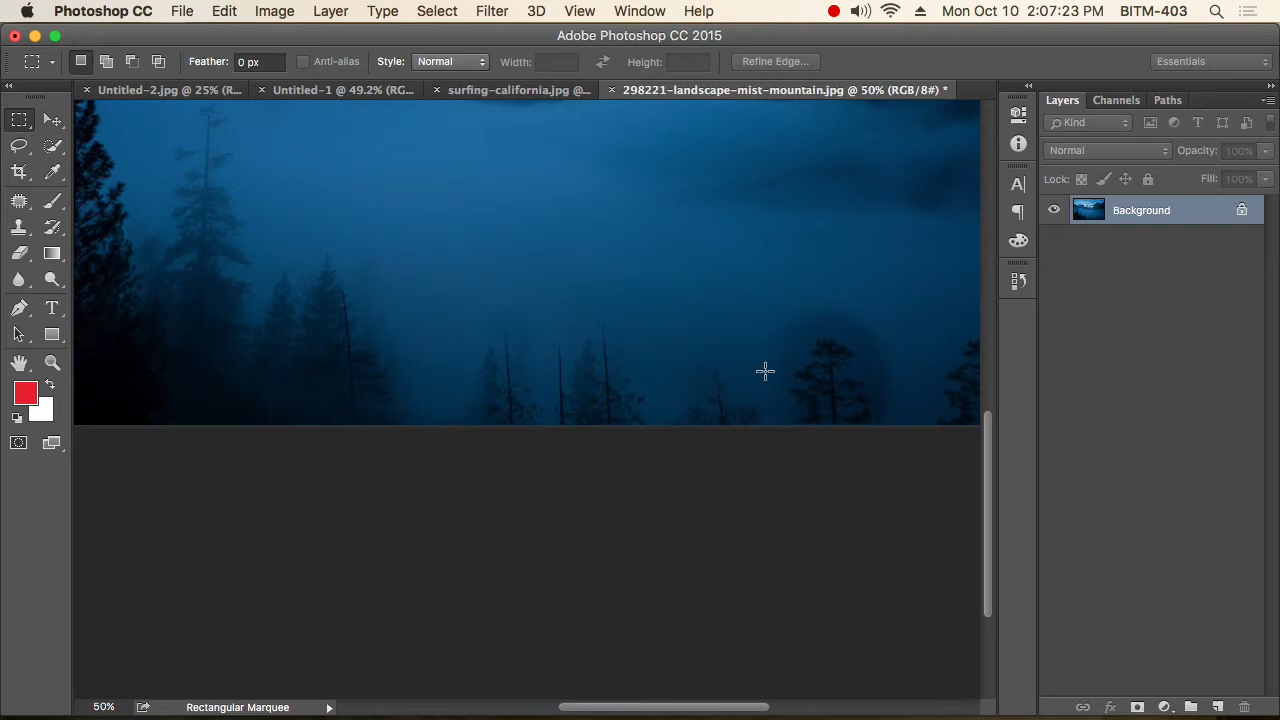 Photoshop CC File Edit Image Layer Type Select Filter 3D View Window Help Mon Oct 10 2:07:23 PM BITM-403
Adobe Photoshop CC 2015
Feather: 0 px Anti-alias Style: Normal Width: Height: Refine Edge... Essentials
Untitled-2.jpg @ 25% (R... Untitled-1 @ 49.2% (RG... surfing-california.jpg @... 298221-landscape-mist-mountain.jpg @ 50% (RGB/8#) *
Layers Channels Paths
Kind
Normal Opacity: 100%
Lock: Fill: 100%
Background
50% Rectangular Marquee